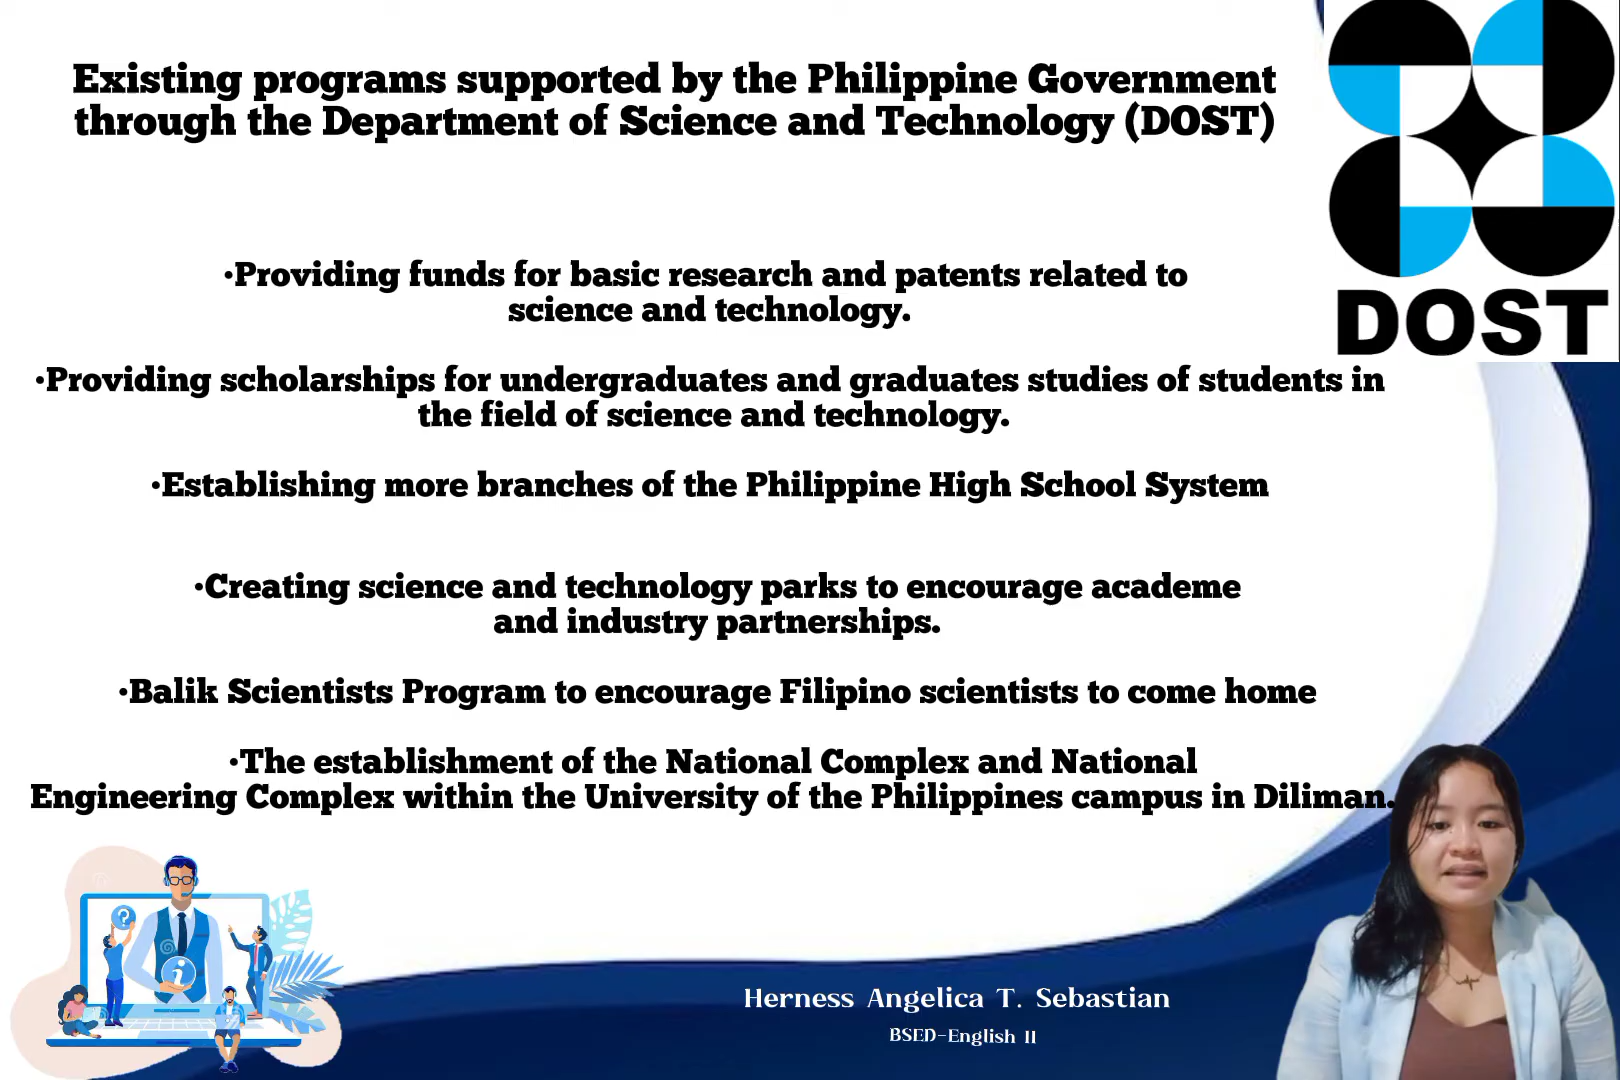 Existing programs supported by the Philippine Government
through the Department of Science and Technology (DOST)
DOST
•Providing funds for basic research and patents related to
science and technology.
•Providing scholarships for undergraduates and graduates studies of students in
the field of science and technology.
•Establishing more branches of the Philippine High School System
•Creating science and technology parks to encourage academe
and industry partnerships.
•Balik Scientists Program to encourage Filipino scientists to come home
•The establishment of the National Complex and National
Engineering Complex within the University of the Philippines campus in Diliman.
?
i
Herness Angelica T. Sebastian
BSED-English II